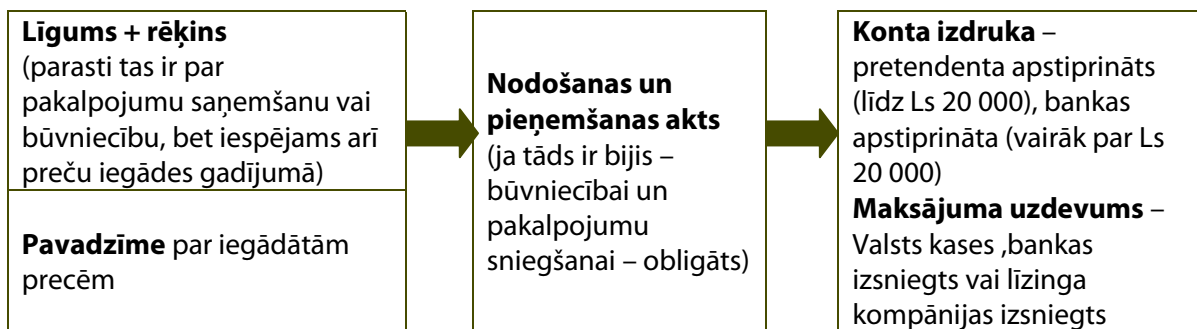 Līgums + rēķins
(parasti tas ir par
pakalpojumu saņemšanu vai
būvniecību, bet iespējams arī
preču iegādes gadījumā)
Pavadzīme par iegādātām
precēm
Nodošanas un
pieņemšanas akts
(ja tāds ir bijis –
būvniecībai un
pakalpojumu
sniegšanai – obligāts)
Konta izdruka –
pretendenta apstiprināts
(līdz Ls 20 000), bankas
apstiprināta (vairāk par Ls
20 000)
Maksājuma uzdevums –
Valsts kases ,bankas
izsniegts vai līzinga
kompānijas izsniegts